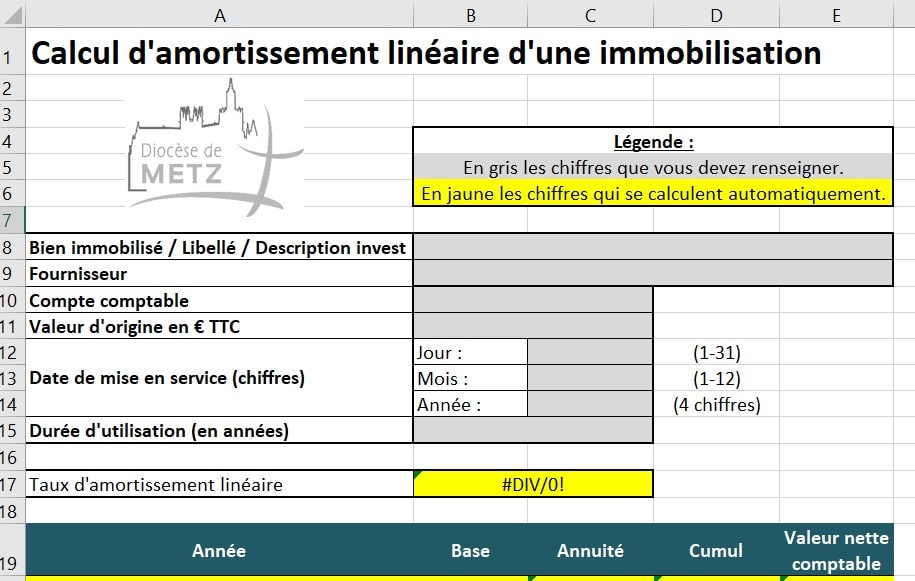 A B C D E
1 Calcul d'amortissement linéaire d'une immobilisation
2
3
Diocèse de
METZ
4 Légende :
5 En gris les chiffres que vous devez renseigner.
6 En jaune les chiffres qui se calculent automatiquement.
7
8 Bien immobilisé / Libellé / Description invest
9 Fournisseur
10 Compte comptable
11 Valeur d'origine en € TTC
12 Jour : (1-31)
13 Date de mise en service (chiffres) Mois : (1-12)
14 Année : (4 chiffres)
15 Durée d'utilisation (en années)
16
17 Taux d'amortissement linéaire #DIV/0!
18
19 Année Base Annuité Cumul Valeur nette
comptable